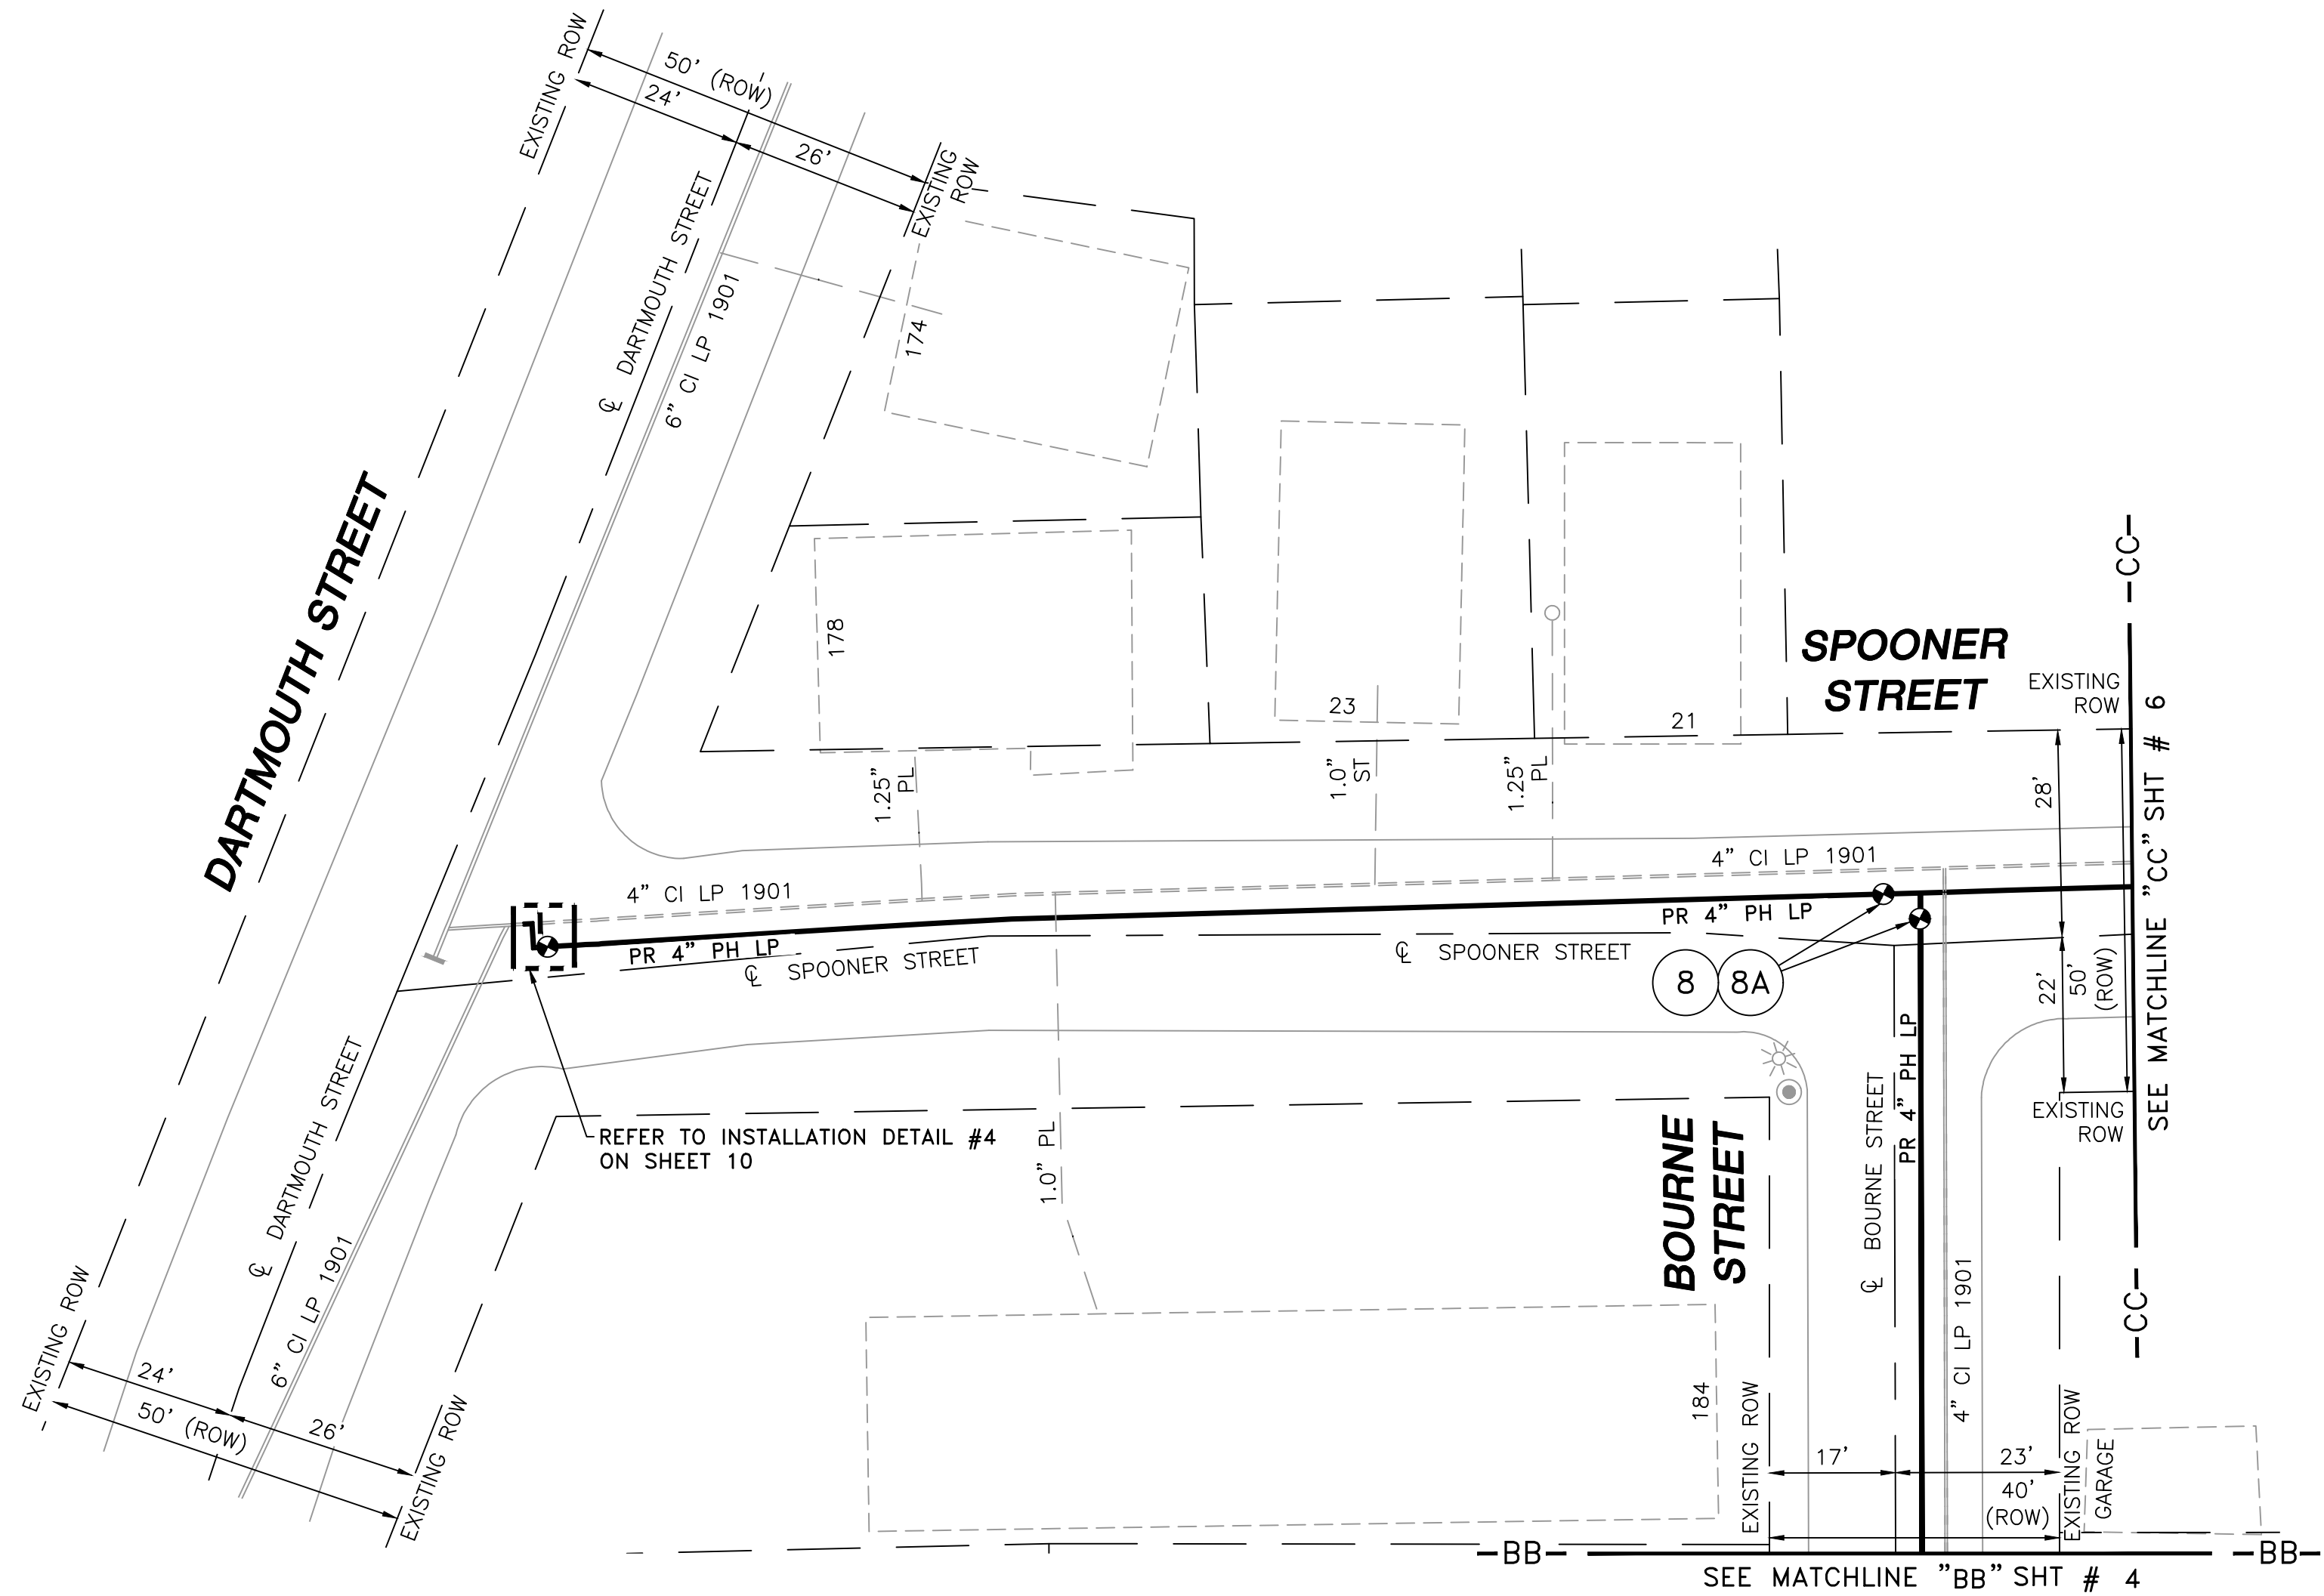 EXISTING ROW
50' (ROW)
24'
26'
EXISTING
ROW
℄ DARTMOUTH STREET
6" CI LP 1901
174
DARTMOUTH STREET
178
23
21
SPOONER
STREET
EXISTING
ROW
-CC-
SEE MATCHLINE "CC" SHT # 6
1.25"
PL
1.0"
ST
1.25"
PL
28'
4" CI LP 1901
4" CI LP 1901
PR 4" PH LP
PR 4" PH LP
℄ SPOONER STREET
℄ SPOONER STREET
8
8A
22'
50'
(ROW)
EXISTING
ROW
REFER TO INSTALLATION DETAIL #4
ON SHEET 10
1.0" PL
BOURNE
STREET
℄ BOURNE STREET
PR 4" PH LP
4" CI LP 1901
℄ DARTMOUTH STREET
6" CI LP 1901
EXISTING ROW
24'
50' (ROW)
26'
EXISTING ROW
184
EXISTING ROW
17'
23'
40'
(ROW)
EXISTING ROW
GARAGE
-CC-
-BB-
-BB-
SEE MATCHLINE "BB" SHT # 4